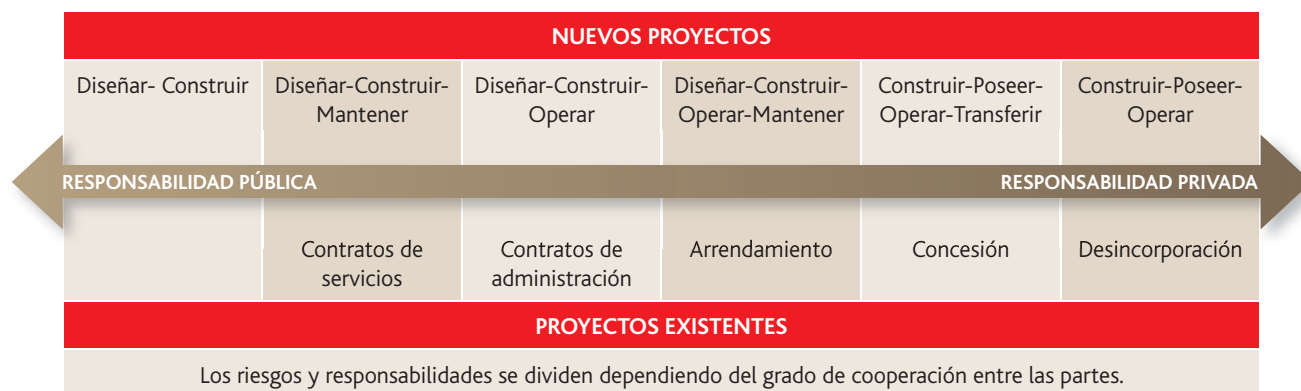 NUEVOS PROYECTOS
Diseñar- Construir
Diseñar-Construir-
Mantener
Diseñar-Construir-
Operar
Diseñar-Construir-
Operar-Mantener
Construir-Poseer-
Operar-Transferir
Construir-Poseer-
Operar
RESPONSABILIDAD PÚBLICA
RESPONSABILIDAD PRIVADA
Contratos de
servicios
Contratos de
administración
Arrendamiento
Concesión
Desincorporación
PROYECTOS EXISTENTES
Los riesgos y responsabilidades se dividen dependiendo del grado de cooperación entre las partes.